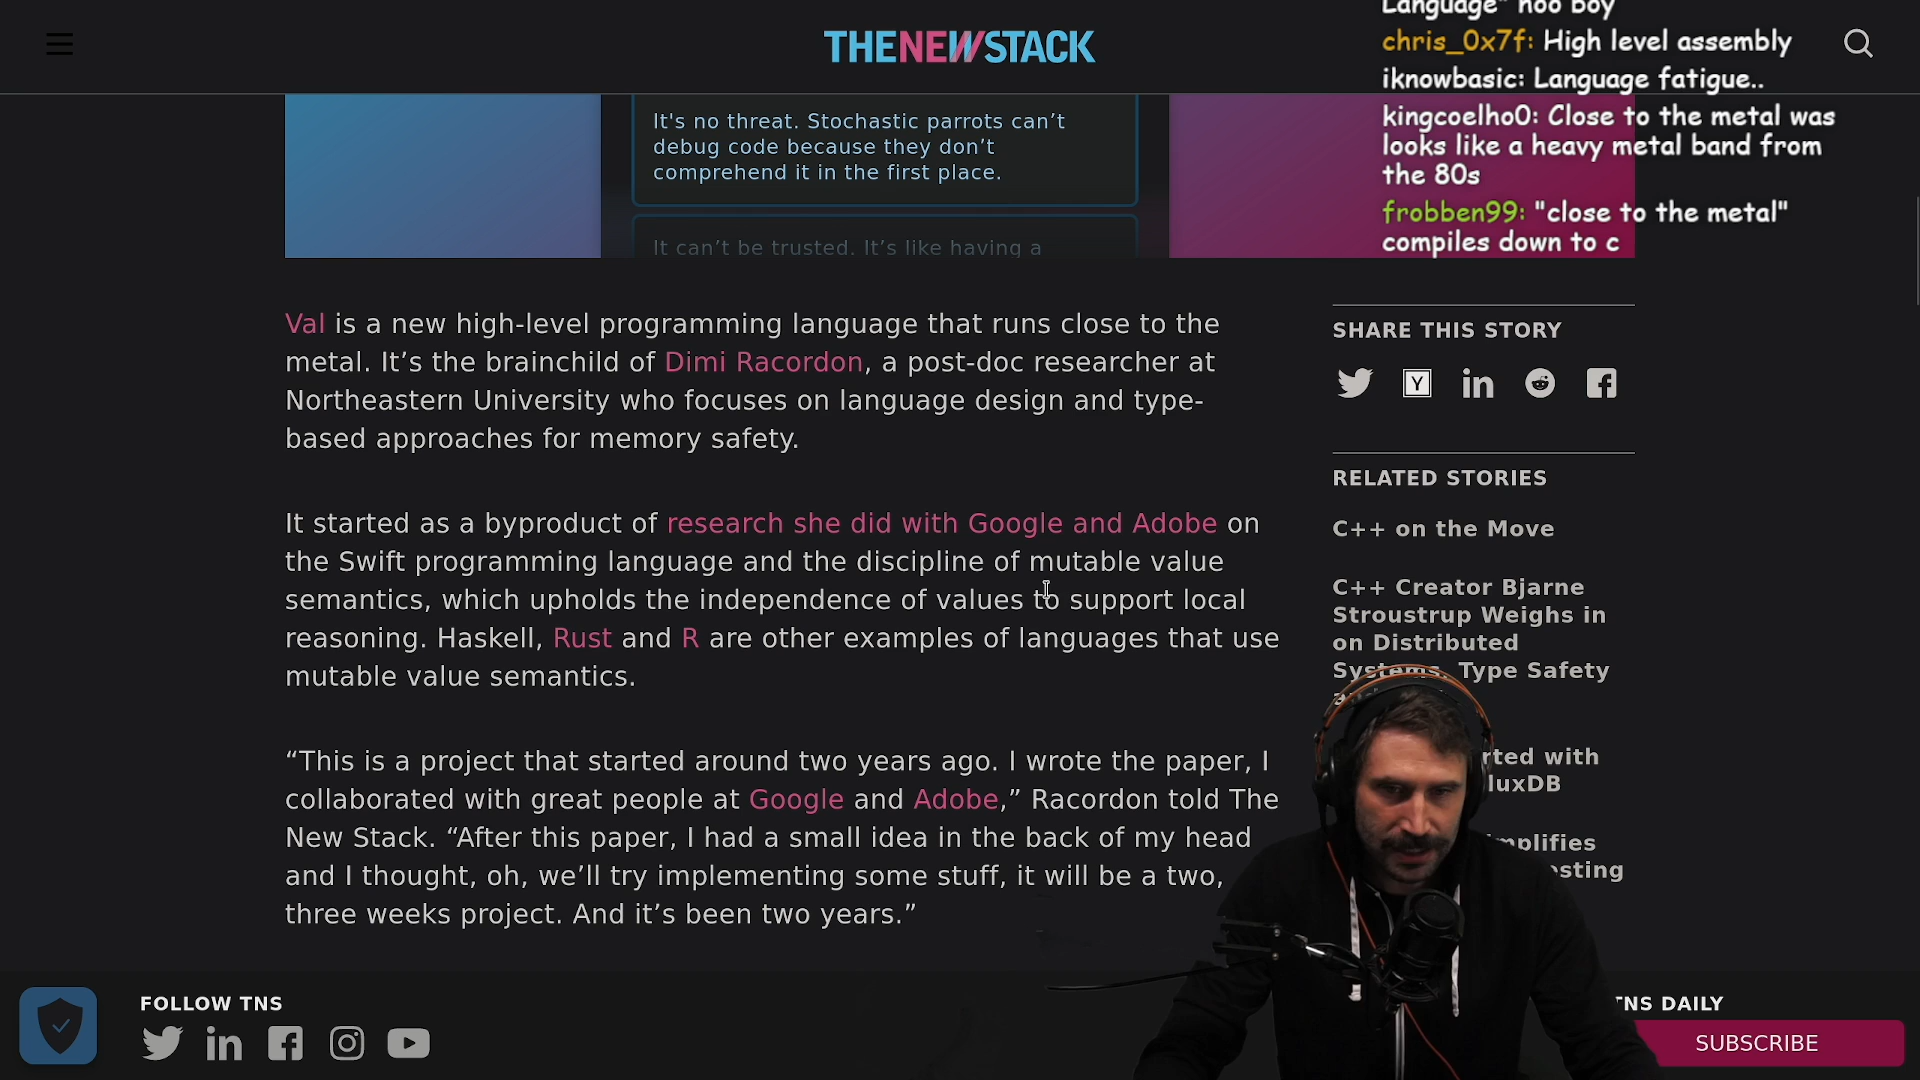 THENEWSTACK
It's no threat. Stochastic parrots can’t
debug code because they don’t
comprehend it in the first place.
It can’t be trusted. It’s like having a
Language" noo boy
chris_0x7f: High level assembly
iknowbasic: Language fatigue..
kingcoelho0: Close to the metal was
looks like a heavy metal band from
the 80s
frobben99: "close to the metal"
compiles down to c
Val is a new high-level programming language that runs close to the
metal. It’s the brainchild of Dimi Racordon, a post-doc researcher at
Northeastern University who focuses on language design and type-
based approaches for memory safety.
It started as a byproduct of research she did with Google and Adobe on
the Swift programming language and the discipline of mutable value
semantics, which upholds the independence of values to support local
reasoning. Haskell, Rust and R are other examples of languages that use
mutable value semantics.
“This is a project that started around two years ago. I wrote the paper, I
collaborated with great people at Google and Adobe,” Racordon told The
New Stack. “After this paper, I had a small idea in the back of my head
and I thought, oh, we’ll try implementing some stuff, it will be a two,
three weeks project. And it’s been two years.”
SHARE THIS STORY
RELATED STORIES
C++ on the Move
C++ Creator Bjarne
Stroustrup Weighs in
on Distributed
Systems, Type Safety
rted with
luxDB
mplifies
esting
FOLLOW TNS
TNS DAILY
SUBSCRIBE